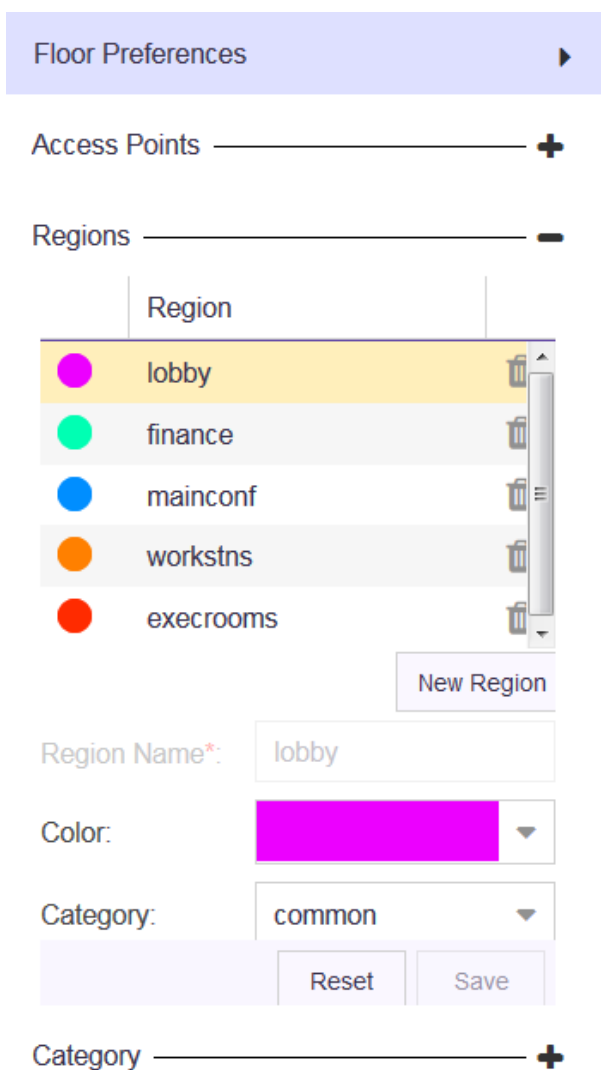 Floor Preferences
Access Points
Regions
Region
lobby
finance
mainconf
workstns
execrooms
New Region
Region Name*: lobby
Color:
Category: common
Reset Save
Category